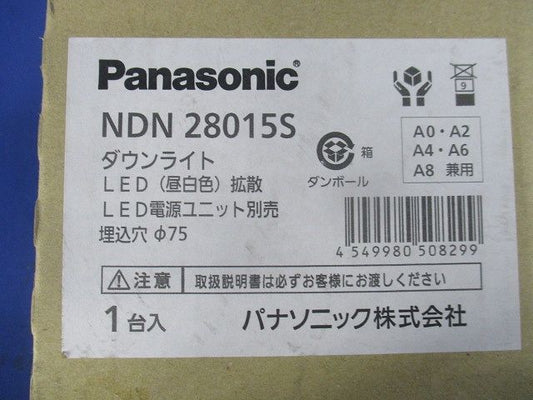 Panasonic®
NDN 28015S
ダウンライト
LED（昼白色）拡散
LED電源ユニット別売
埋込穴 φ75
9
箱
ダンボール
A0・A2
A4・A6
A8 兼用
4 549980 508299
注意 取扱説明書は必ずお客様にお渡しください
1台入 パナソニック株式会社